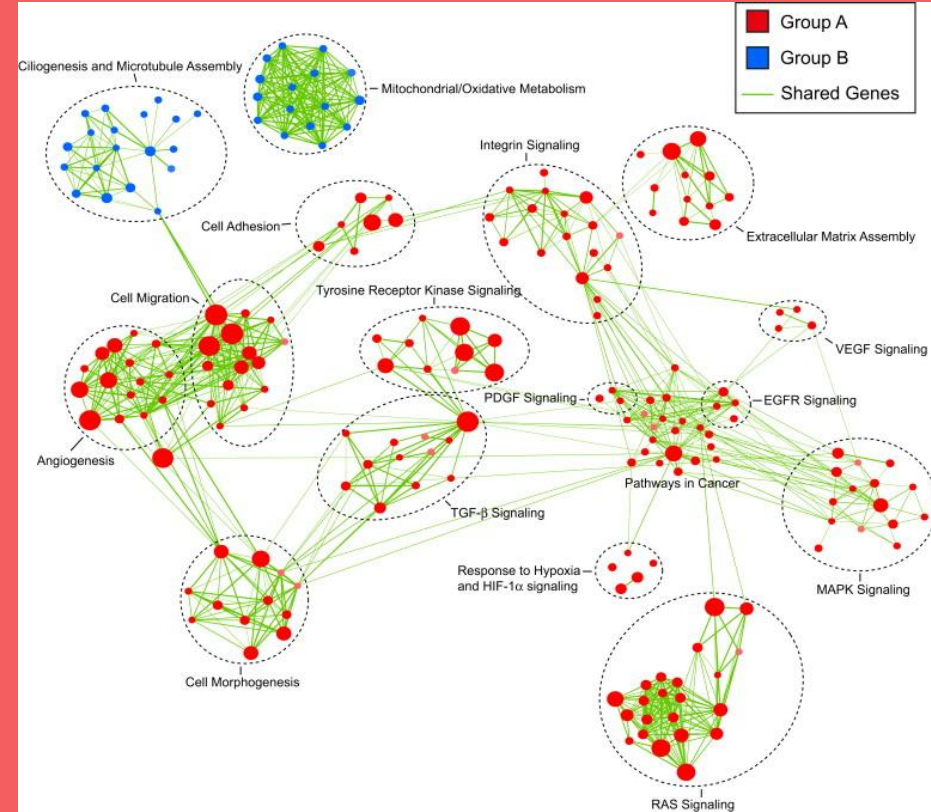 Group A
Group B
Shared Genes
Ciliogenesis and Microtubule Assembly
Mitochondrial/Oxidative Metabolism
Integrin Signaling
Cell Adhesion
Extracellular Matrix Assembly
Cell Migration
Tyrosine Receptor Kinase Signaling
VEGF Signaling
PDGF Signaling
EGFR Signaling
Angiogenesis
Pathways in Cancer
TGF-β Signaling
Response to Hypoxia
and HIF-1α signaling
MAPK Signaling
Cell Morphogenesis
RAS Signaling